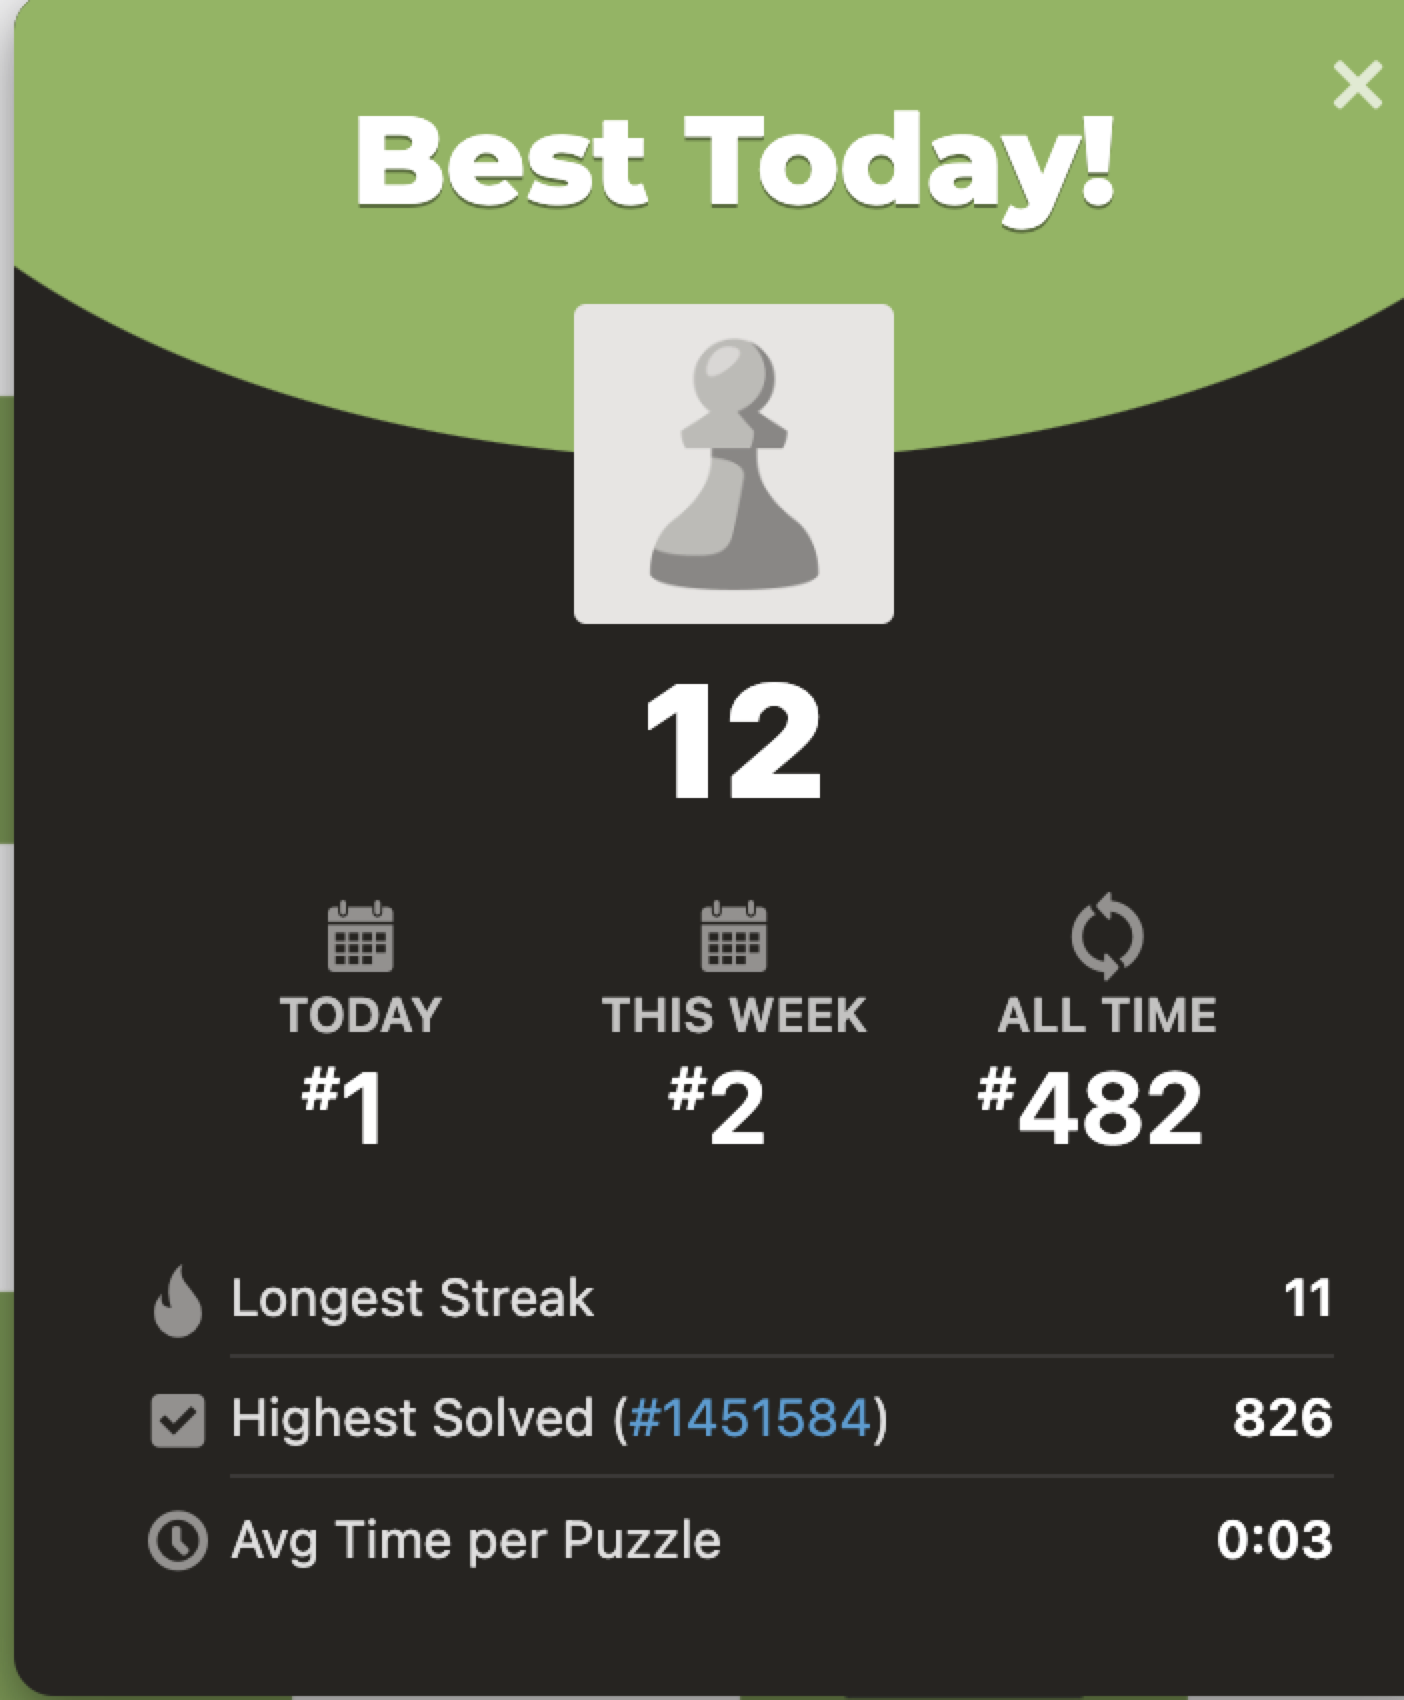 Best Today!
12
TODAY
THIS WEEK
ALL TIME
#1
#2
#482
Longest Streak 11
Highest Solved (#1451584) 826
Avg Time per Puzzle 0:03